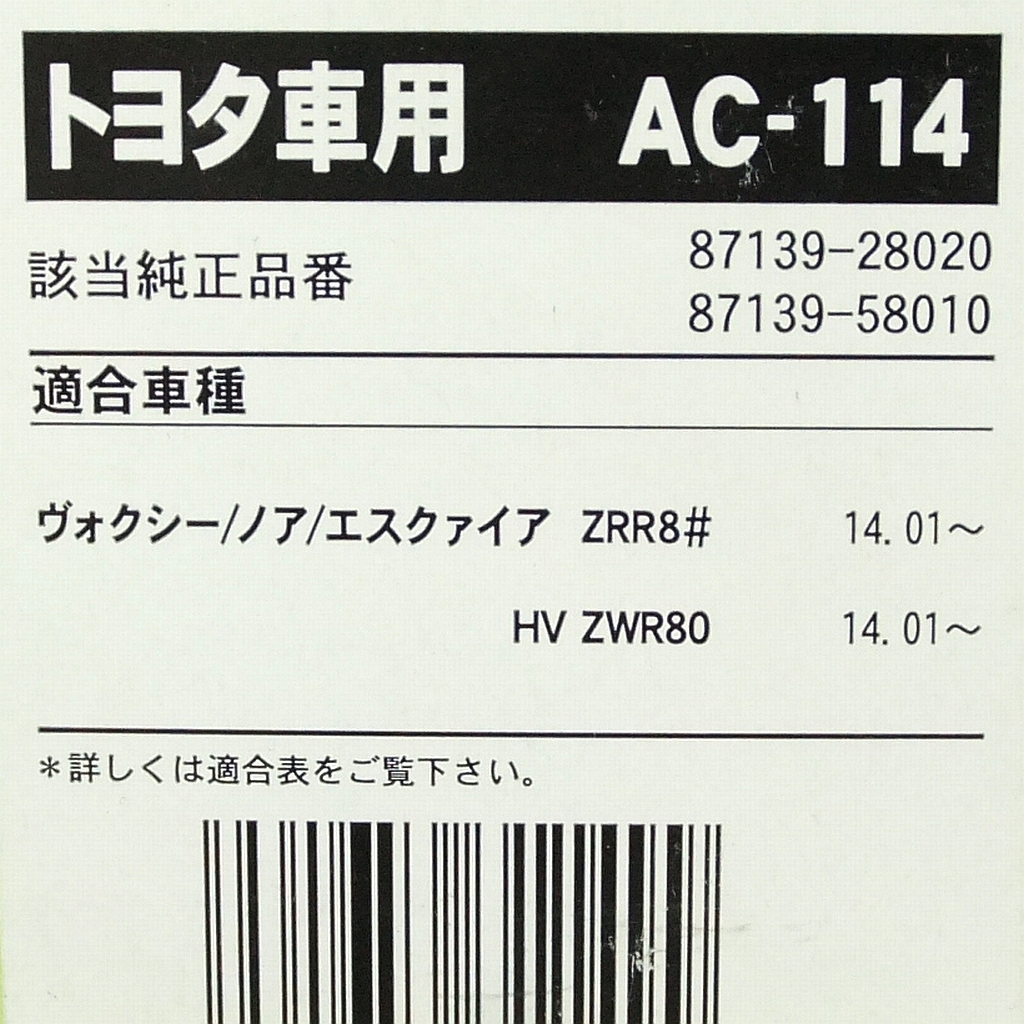 トヨタ車用 AC-114
該当純正品番 87139-28020
87139-58010
適合車種
ヴォクシー/ノア/エスクァイア ZRR8# 14.01～
HV ZWR80 14.01～
*詳しくは適合表をご覧下さい。